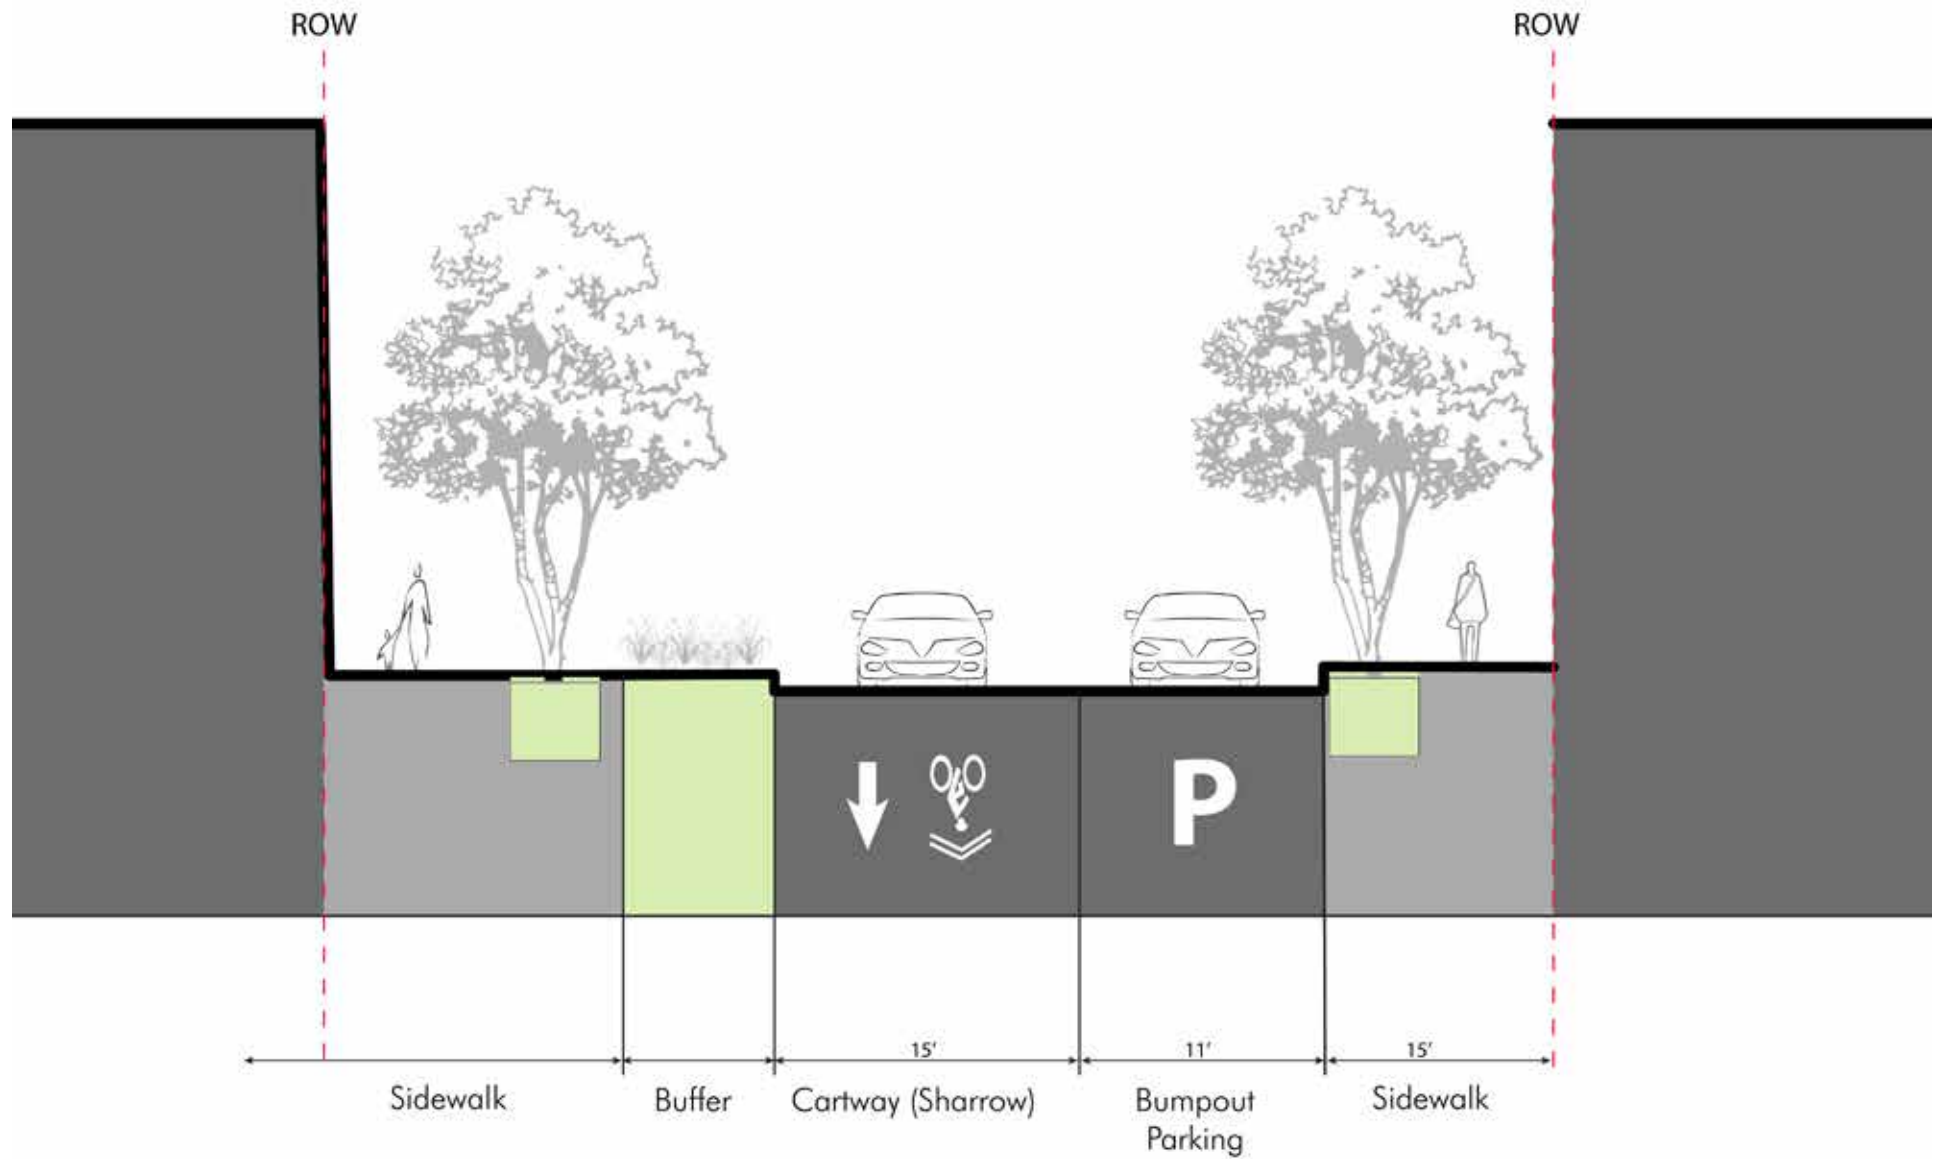 ROW
ROW
P
15′
11′
15′
Sidewalk
Buffer
Cartway (Sharrow)
Bumpout
Parking
Sidewalk